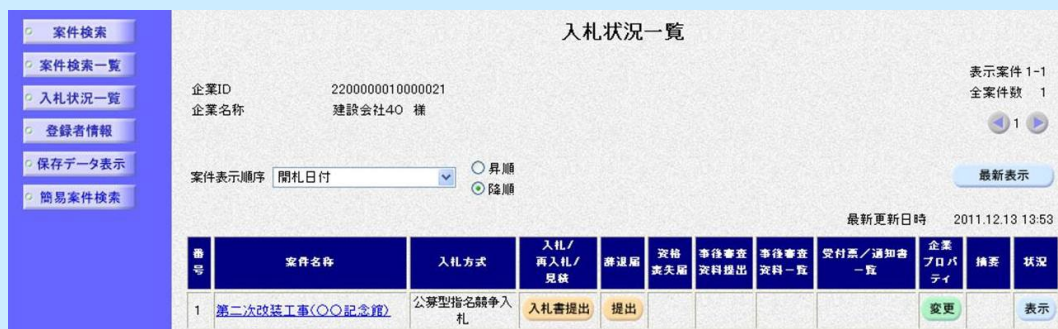 案件検索
案件検索一覧
入札状況一覧
登録者情報
保存データ表示
簡易案件検索
入札状況一覧
企業ID 2200000010000021
企業名称 建設会社40 様
表示案件 1-1
全案件数 1
1
案件表示順序 開札日付
昇順
降順
最新表示
最新更新日時 2011.12.13 13:53
番号 案件名称 入札方式 入札/再入札/見積 辞退届 資格喪失届 事後審査資料提出 事後審査資料一覧 受付票/通知書一覧 企業プロパティ 摘要 状況
1 第二次改装工事(〇〇記念館) 公募型指名競争入札 入札書提出 提出 変更 表示